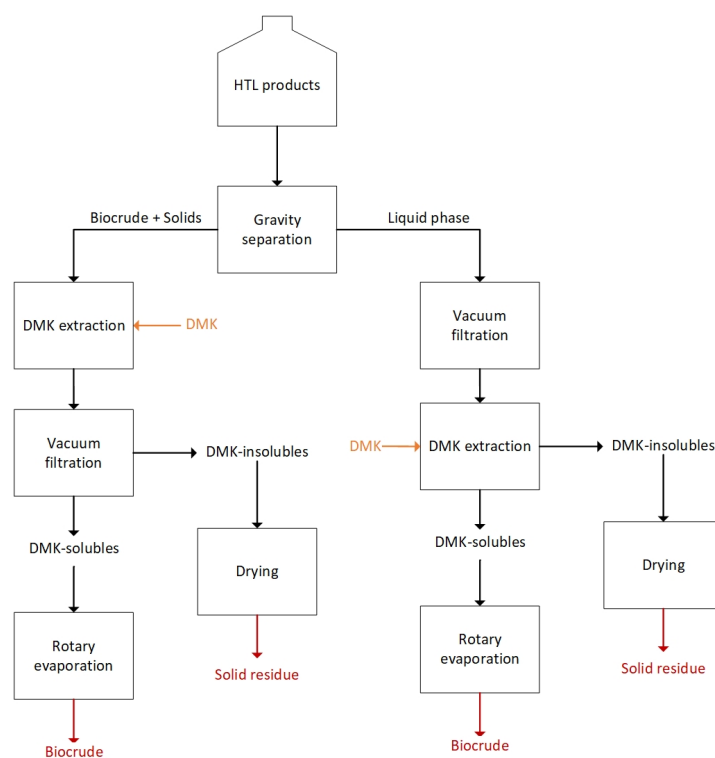 HTL products
Gravity
separation
Biocrude + Solids
Liquid phase
DMK extraction
DMK
Vacuum
filtration
DMK-insolubles
DMK-solubles
Drying
Rotary
evaporation
Solid residue
Biocrude
Vacuum
filtration
DMK
DMK extraction
DMK-insolubles
DMK-solubles
Drying
Rotary
evaporation
Solid residue
Biocrude